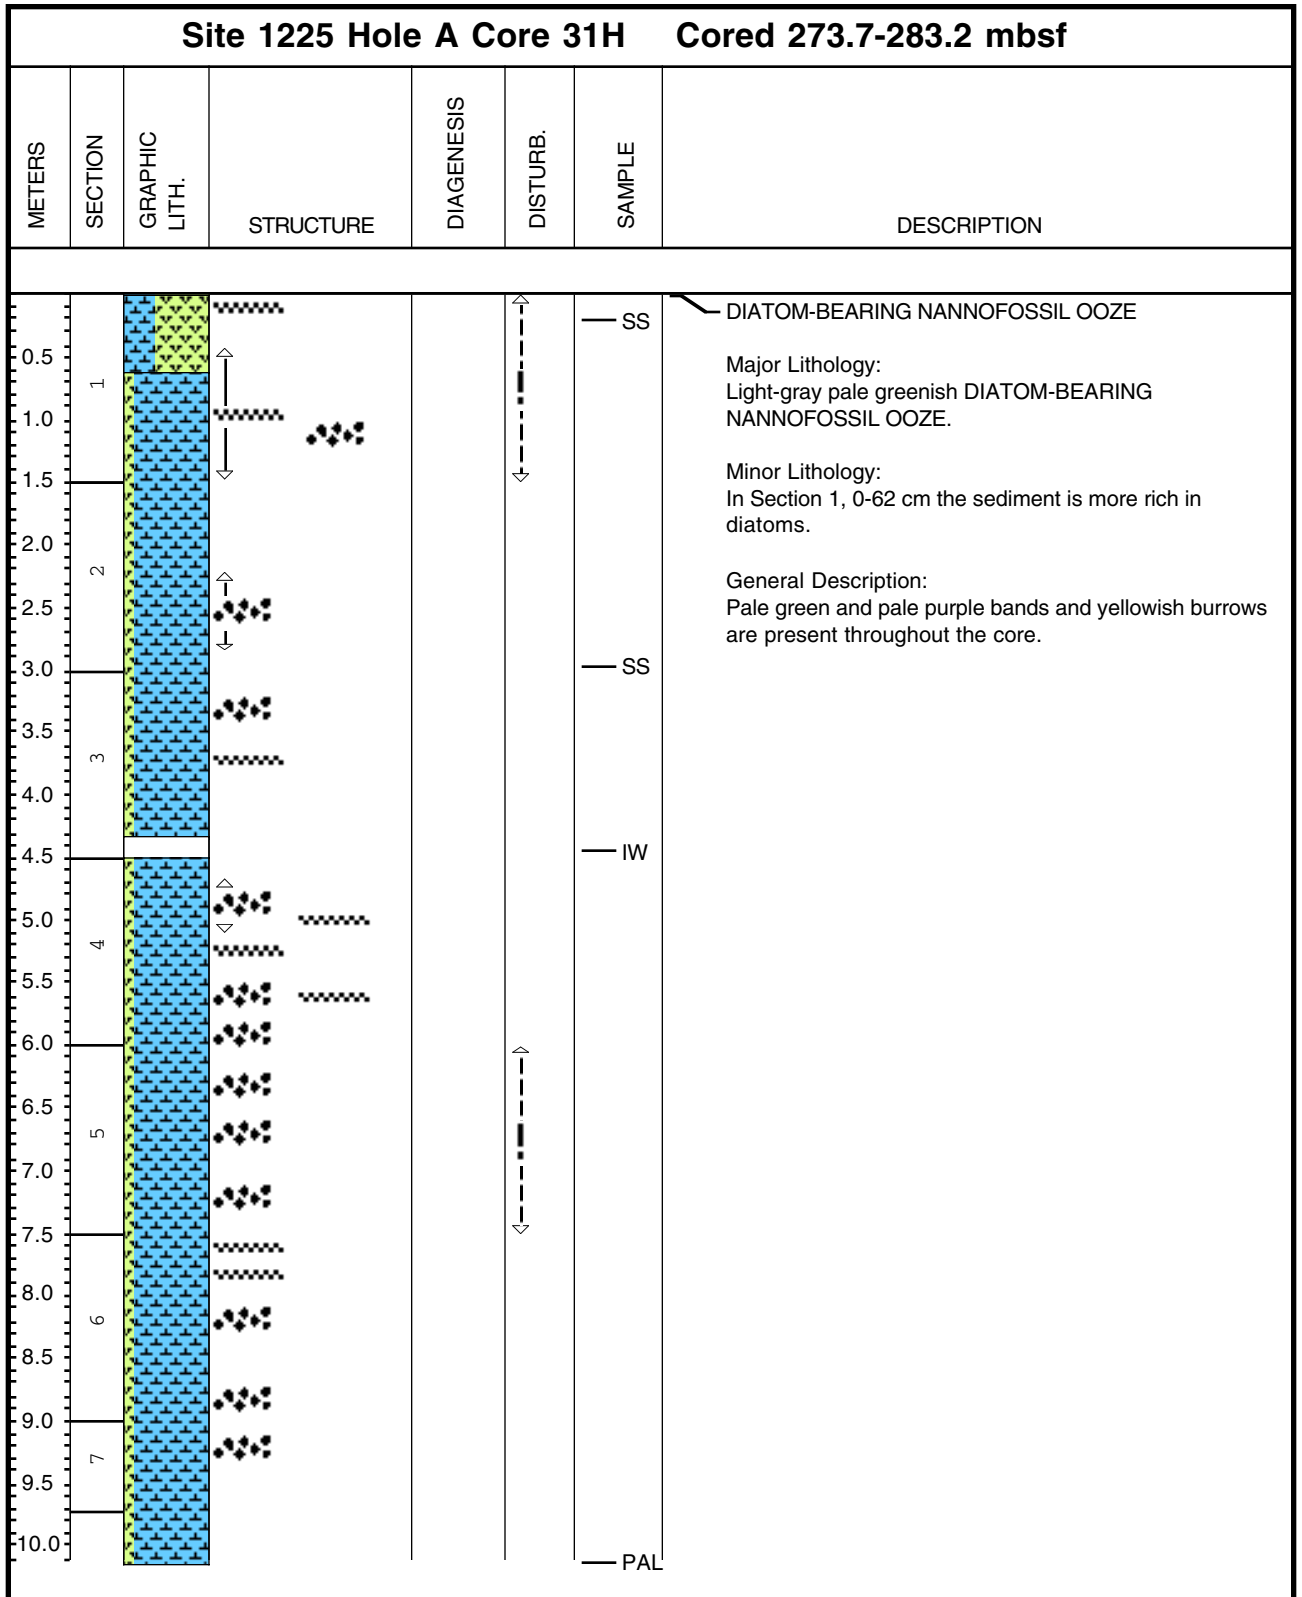 Site 1225 Hole A Core 31H Cored 273.7-283.2 mbsf
METERS
SECTION
GRAPHIC
LITH.
STRUCTURE
DIAGENESIS
DISTURB.
SAMPLE
DESCRIPTION
0.5
1.0
1.5
2.0
2.5
3.0
3.5
4.0
4.5
5.0
5.5
6.0
6.5
7.0
7.5
8.0
8.5
9.0
9.5
10.0
1
2
3
4
5
6
7
SS
SS
IW
PAL
DIATOM-BEARING NANNOFOSSIL OOZE
Major Lithology:
Light-gray pale greenish DIATOM-BEARING
NANNOFOSSIL OOZE.
Minor Lithology:
In Section 1, 0-62 cm the sediment is more rich in
diatoms.
General Description:
Pale green and pale purple bands and yellowish burrows
are present throughout the core.